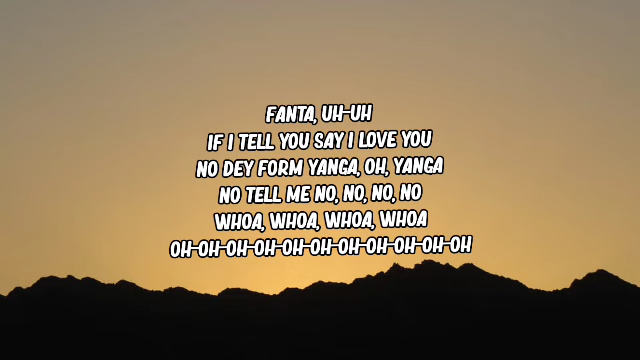 FANTA, UH-UH
IF I TELL YOU SAY I LOVE YOU
NO DEY FORM YANGA, OH, YANGA
NO TELL ME NO, NO, NO, NO
WHOA, WHOA, WHOA, WHOA
OH-OH-OH-OH-OH-OH-OH-OH-OH-OH-OH